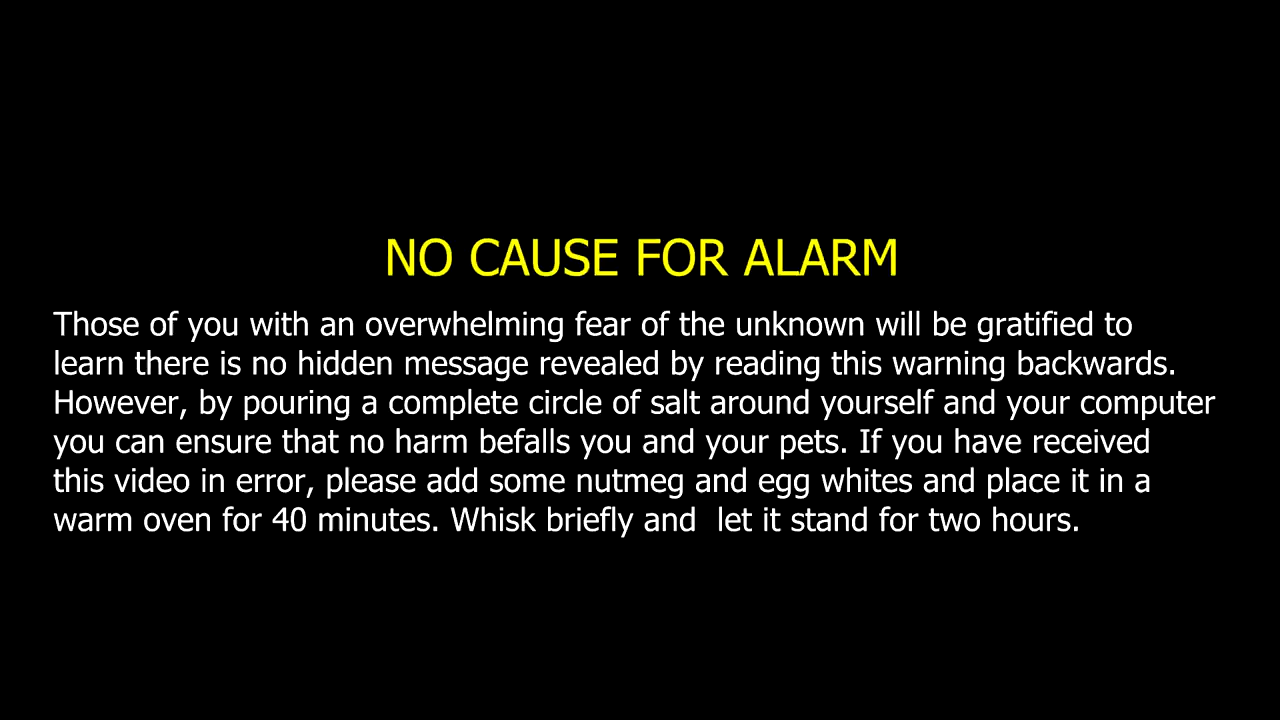 NO CAUSE FOR ALARM
Those of you with an overwhelming fear of the unknown will be gratified to
learn there is no hidden message revealed by reading this warning backwards.
However, by pouring a complete circle of salt around yourself and your computer
you can ensure that no harm befalls you and your pets. If you have received
this video in error, please add some nutmeg and egg whites and place it in a
warm oven for 40 minutes. Whisk briefly and  let it stand for two hours.